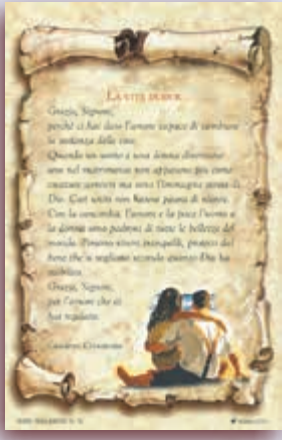 Grazie, Signore,
perché ci hai dato l'amore capace di cambiare
la sostanza delle cose.
Quando un uomo e una donna diventano
uno nel matrimonio non appaiono più come
creature terrestri ma sono l'immagine stessa di
Dio. Così uniti non hanno paura di niente.
Con la concordia, l'amore e la pace l'uomo e
la donna sono padroni di tutte le bellezze del
mondo. Possono vivere tranquilli, protetti dal
bene che si vogliono secondo quanto Dio ha
stabilito.
Grazie, Signore,
per l'amore che ci
hai regalato.